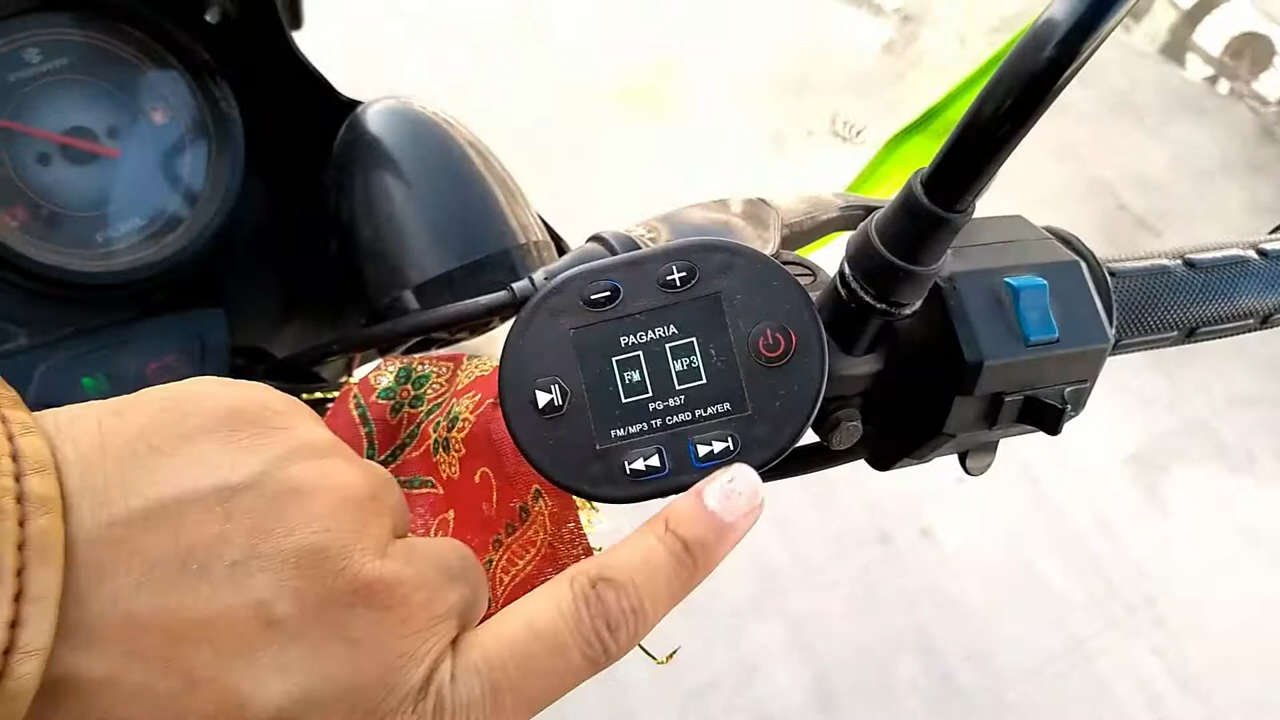 PAGARIA
FM MP3
PG-837
FM/MP3 TF CARD PLAYER